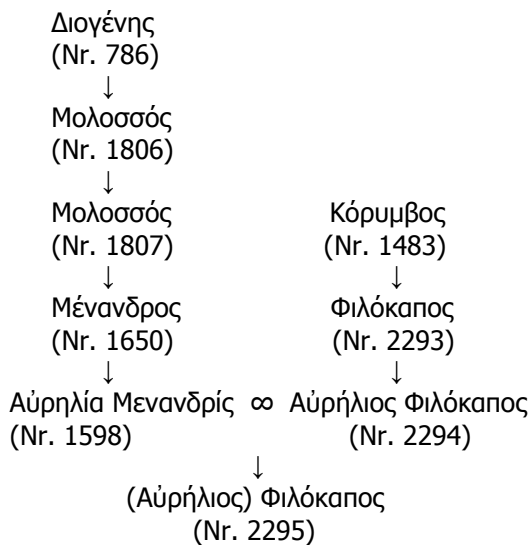 Διογένης
(Nr. 786)
↓
Μολοσσός
(Nr. 1806)
↓
Μολοσσός Κόρυμβος
(Nr. 1807) (Nr. 1483)
↓ ↓
Μένανδρος Φιλόκαπος
(Nr. 1650) (Nr. 2293)
↓ ↓
Αὐρηλία Μενανδρίς ∞ Αὐρήλιος Φιλόκαπος
(Nr. 1598) (Nr. 2294)
↓
(Αὐρήλιος) Φιλόκαπος
(Nr. 2295)